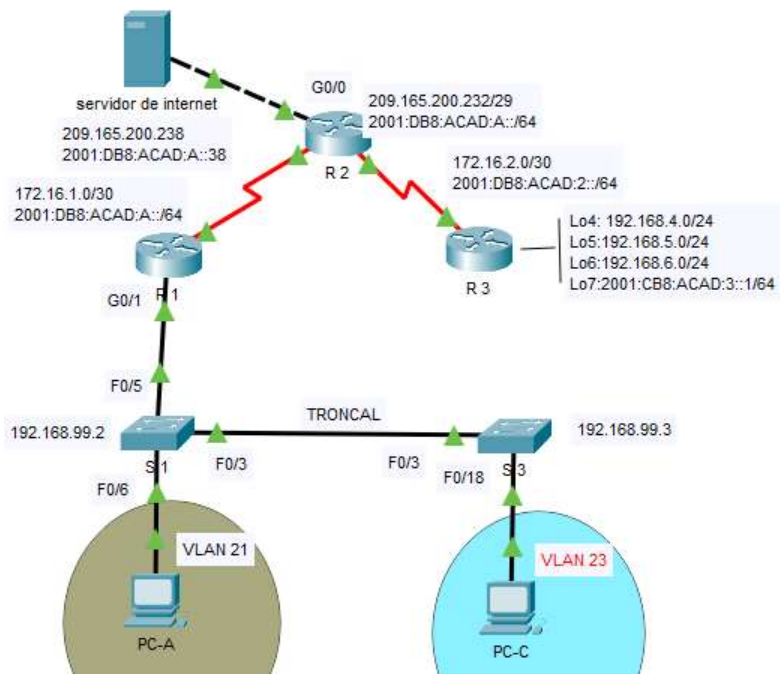 G0/0
servidor de internet
209.165.200.232/29
2001:DB8:ACAD:A::/64
209.165.200.238
2001:DB8:ACAD:A::38
R 2
172.16.2.0/30
2001:DB8:ACAD:2::/64
172.16.1.0/30
2001:DB8:ACAD:A::/64
Lo4: 192.168.4.0/24
Lo5:192.168.5.0/24
Lo6:192.168.6.0/24
Lo7:2001:CB8:ACAD:3::1/64
R 1
R 3
G0/1
F0/5
TRONCAL
192.168.99.2
192.168.99.3
S 1
F0/3
F0/3
F0/18
S 3
F0/6
VLAN 21
VLAN 23
PC-A
PC-C